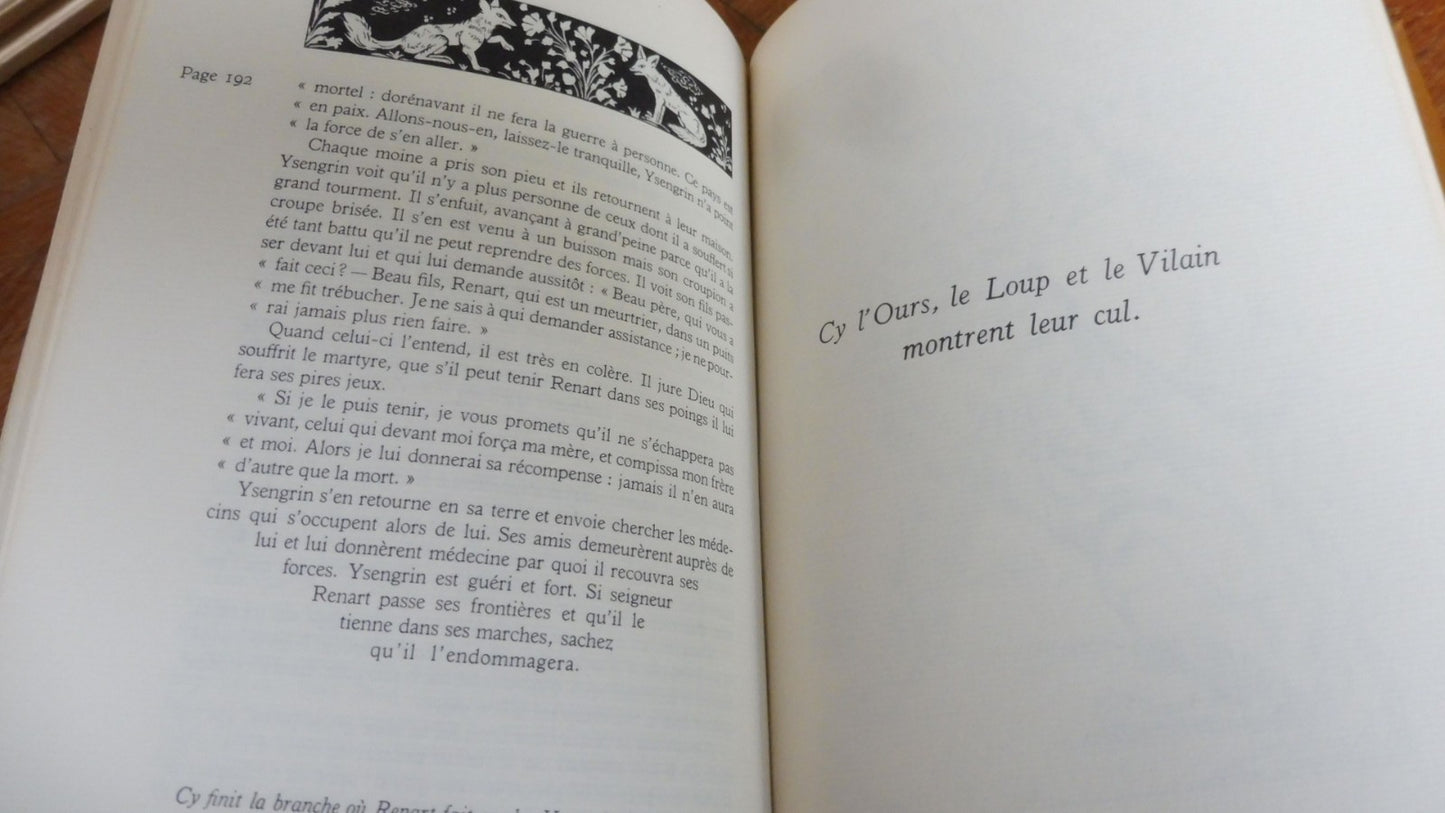 Page 192
« mortel : dorénavant il ne fera la guerre à personne. Ce pays est
« en paix. Allons-nous-en, laissez-le tranquille, Ysengrin n'a point
« la force de s'en aller. »
Chaque moine a pris son pieu et ils retournent à leur maison.
Ysengrin voit qu'il n'y a plus personne de ceux dont il a souffert si
grand tourment. Il s'enfuit, avançant à grand'peine parce qu'il a la
croupe brisée. Il s'en est venu à un buisson mais son croupion a
été tant battu qu'il ne peut reprendre des forces. Il voit son fils pas-
ser devant lui et qui lui demande aussitôt : « Beau père, qui vous a
« fait ceci ? — Beau fils, Renart, qui est un meurtrier, dans un puits
« me fit trébucher. Je ne sais à qui demander assistance ; je ne pour-
« rai jamais plus rien faire. »
Quand celui-ci l'entend, il est très en colère. Il jure Dieu qui
souffrit le martyre, que s'il peut tenir Renart dans ses poings il lui
fera ses pires jeux.
« Si je le puis tenir, je vous promets qu'il ne s'échappera pas
« vivant, celui qui devant moi força ma mère, et compissa mon frère
« et moi. Alors je lui donnerai sa récompense : jamais il n'en aura
« d'autre que la mort. »
Ysengrin s'en retourne en sa terre et envoie chercher les méde-
cins qui s'occupent alors de lui. Ses amis demeurèrent auprès de
lui et lui donnèrent médecine par quoi il recouvra ses
forces. Ysengrin est guéri et fort. Si seigneur
Renart passe ses frontières et qu'il le
tienne dans ses marches, sachez
qu'il l'endommagera.
Cy finit la branche où Renart fait
Cy l'Ours, le Loup et le Vilain
montrent leur cul.